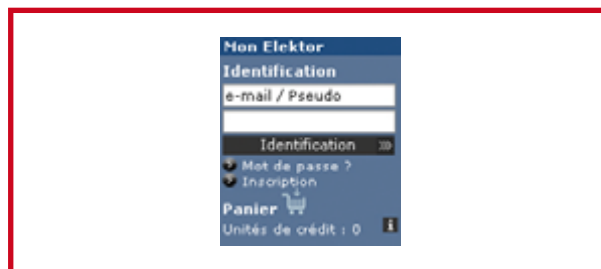 Mon Elektor
Identification
e-mail / Pseudo
Identification
Mot de passe ?
Inscription
Panier
Unités de crédit : 0